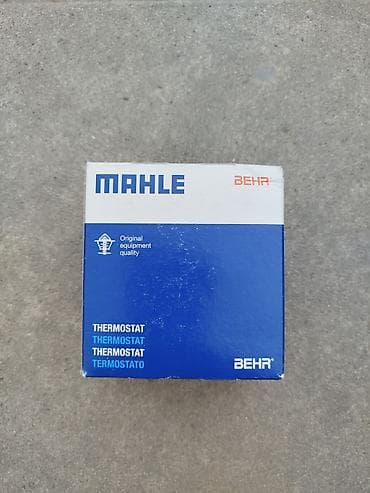 MAHLE BEHR®
Original
equipment
quality
THERMOSTAT
THERMOSTAT
THERMOSTAT
TERMOSTATO
BEHR®